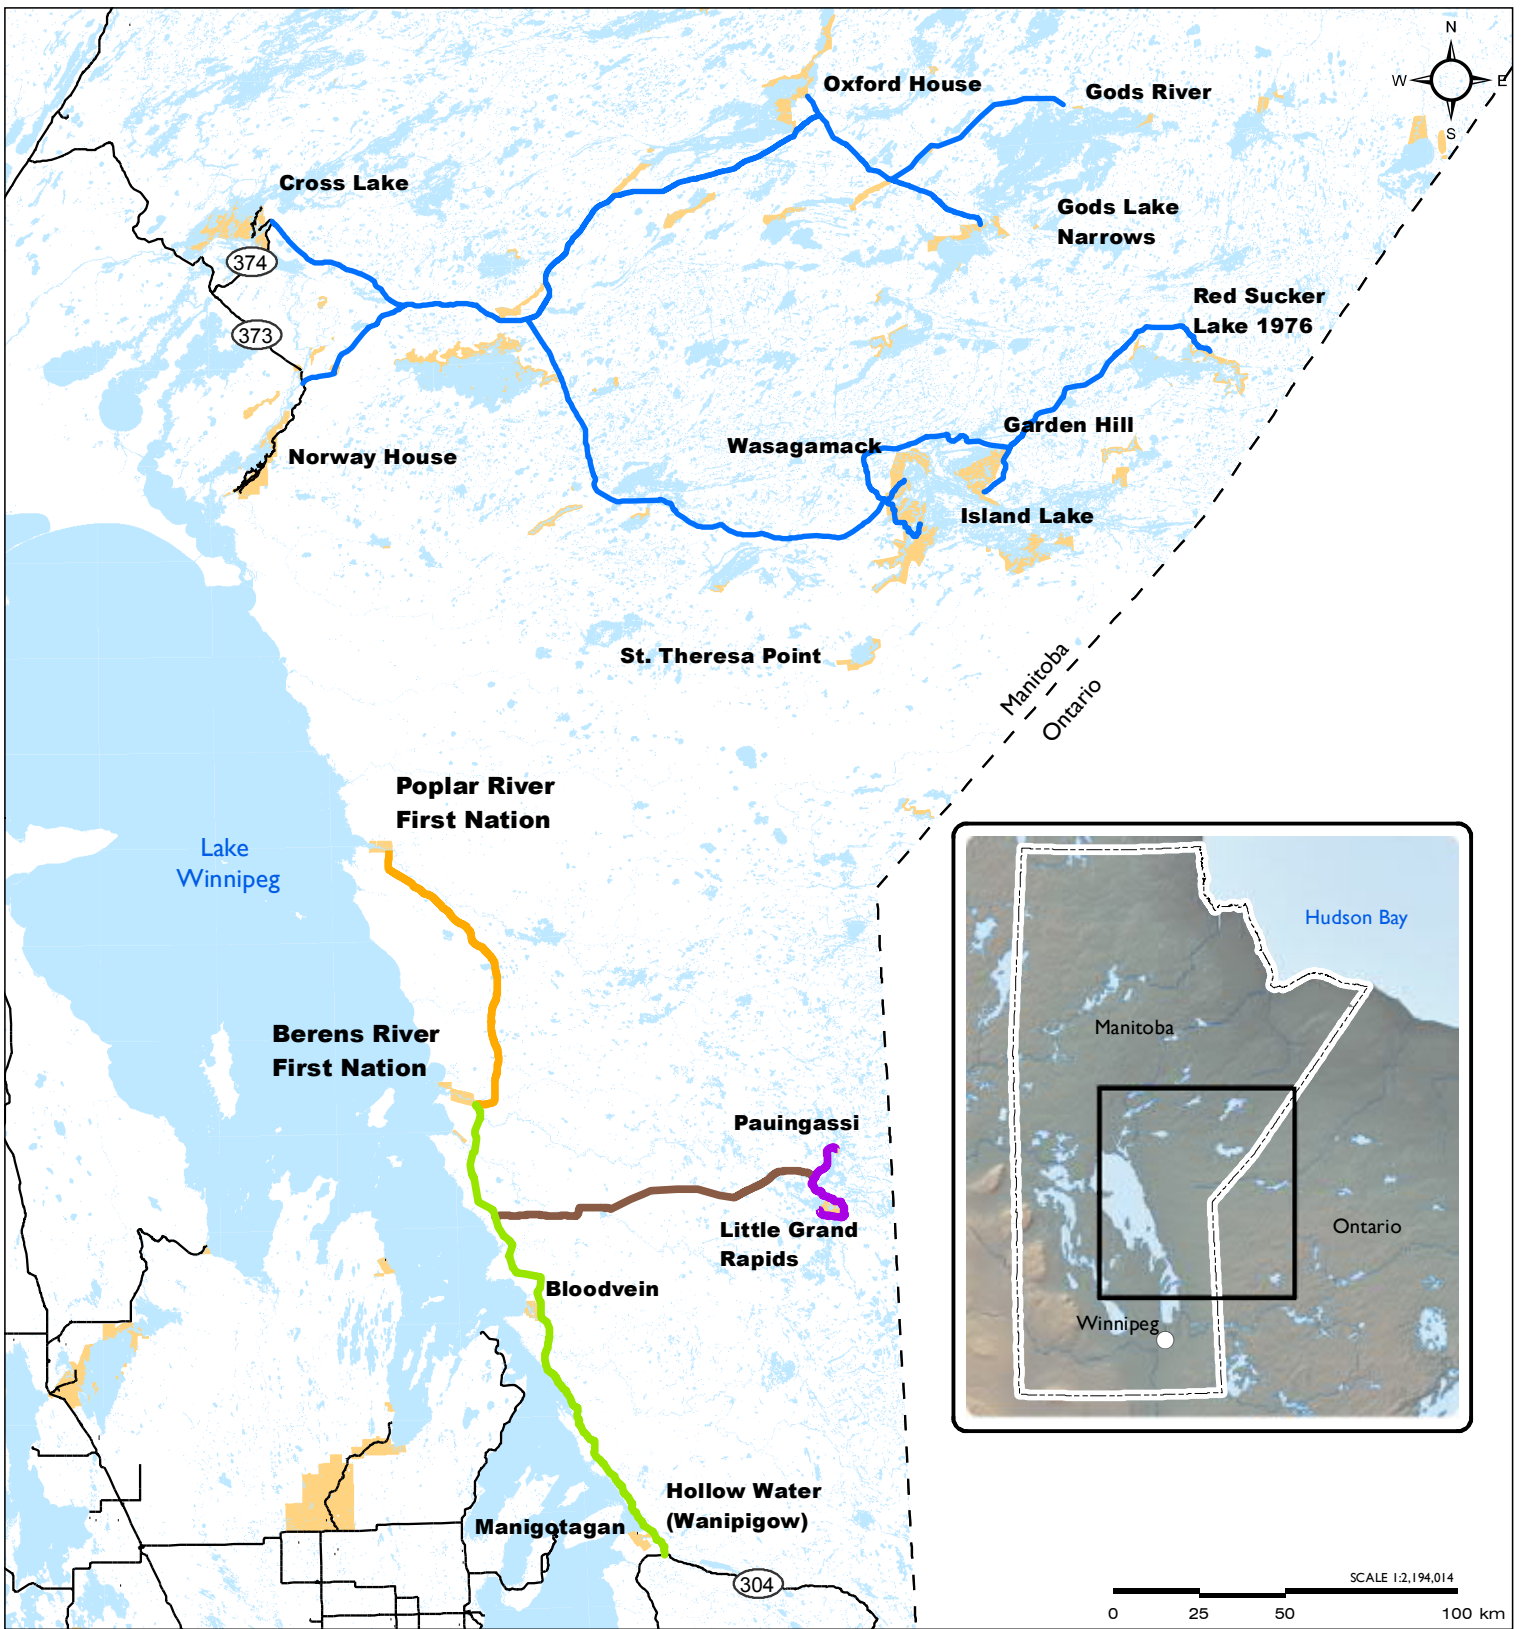 N
W
E
S
Oxford House
Gods River
Cross Lake
374
Gods Lake
Narrows
373
Red Sucker
Lake 1976
Garden Hill
Wasagamack
Norway House
Island Lake
St. Theresa Point
Manitoba
Ontario
Poplar River
First Nation
Lake
Winnipeg
Hudson Bay
Manitoba
Berens River
First Nation
Pauingassi
Little Grand
Rapids
Ontario
Bloodvein
Winnipeg
Hollow Water
(Wanipigow)
Manigotagan
304
SCALE 1:2,194,014
0 25 50 100 km